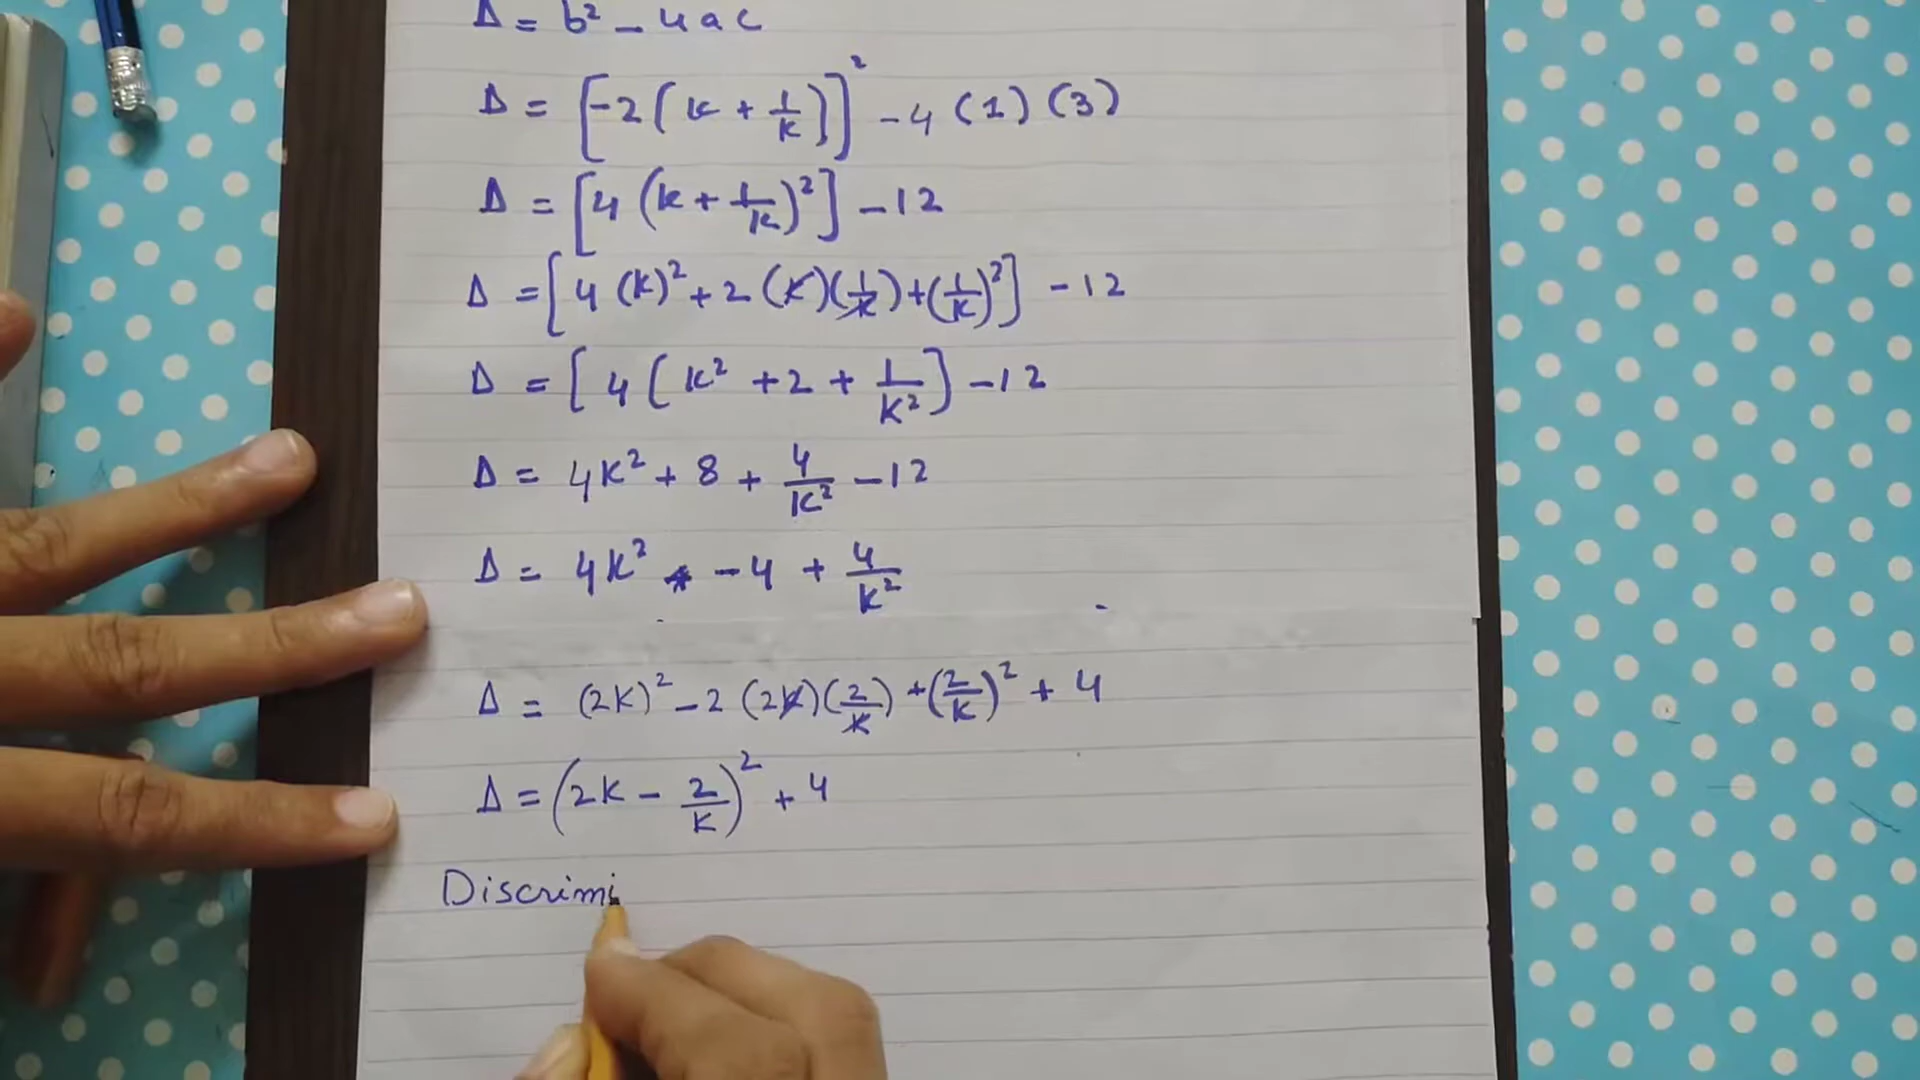 Δ = b² - 4ac
Δ = [-2(k + 1/k)]² - 4(1)(3)
Δ = [4(k + 1/k)²] - 12
Δ = [4(k)² + 2(k)(1/k) + (1/k)²] - 12
Δ = [4(k² + 2 + 1/k²] - 12
Δ = 4k² + 8 + 4/k² - 12
Δ = 4k² - 4 + 4/k²
Δ = (2k)² - 2(2k)(2/k) + (2/k)² + 4
Δ = (2k - 2/k)² + 4
Discrimi